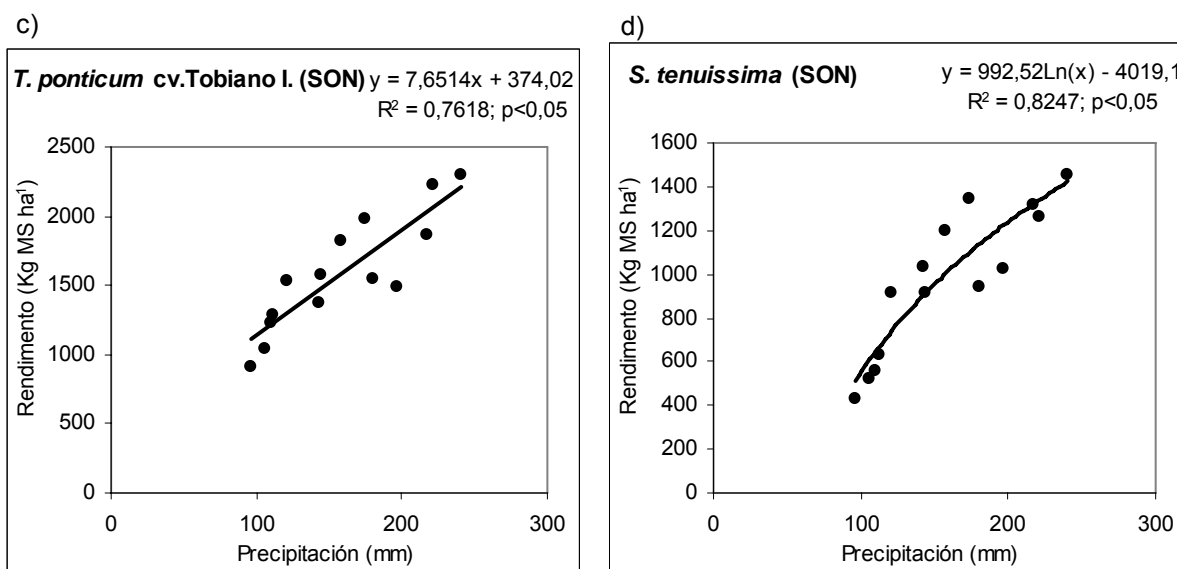 c)
T. ponticum cv.Tobiano I. (SON) y = 7,6514x + 374,02
R² = 0,7618; p<0,05
2500
2000
1500
1000
500
0
Rendimento (Kg MS ha¹)
0 100 200 300
Precipitación (mm)
d)
S. tenuissima (SON) y = 992,52Ln(x) - 4019,1
R² = 0,8247; p<0,05
1600
1400
1200
1000
800
600
400
200
0
Rendimento (Kg MS ha¹)
0 100 200 300
Precipitación (mm)